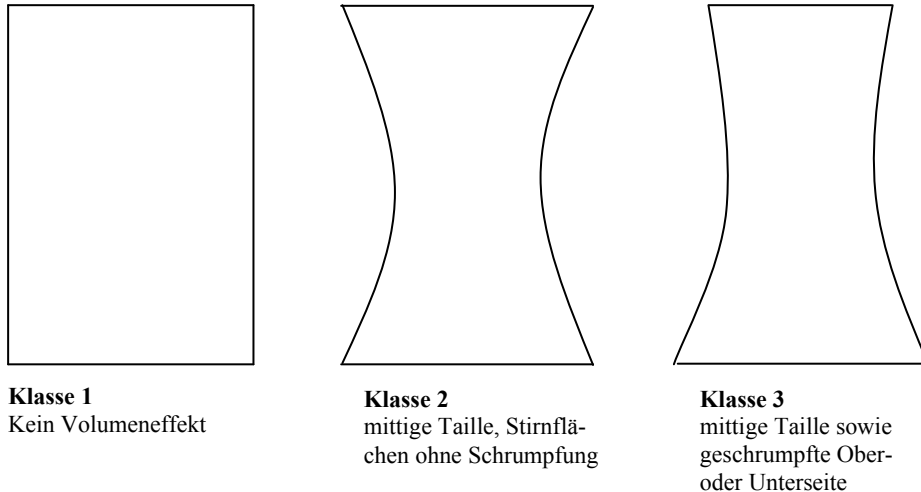 Klasse 1
Kein Volumeneffekt
Klasse 2
mittige Taille, Stirnflä-
chen ohne Schrumpfung
Klasse 3
mittige Taille sowie
geschrumpfte Ober-
oder Unterseite